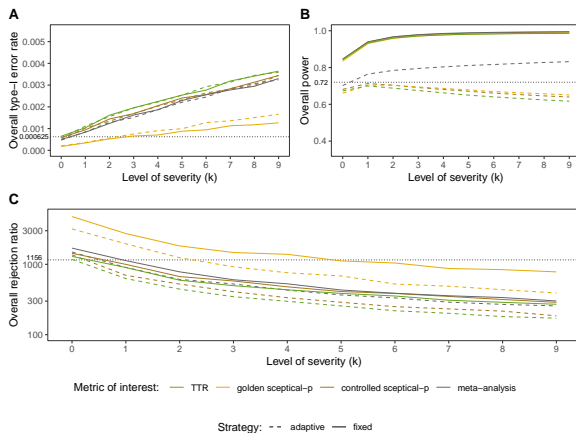 A
Overall type−I error rate
0.005
0.004
0.003
0.002
0.001
0.000625
0.000
0 1 2 3 4 5 6 7 8 9
Level of severity (k)
B
Overall power
1.0
0.8
0.72
0.6
0.4
0 1 2 3 4 5 6 7 8 9
Level of severity (k)
C
Overall rejection ratio
3000
1156
1000
300
100
0 1 2 3 4 5 6 7 8 9
Level of severity (k)
Metric of interest: TTR golden sceptical−p controlled sceptical−p meta−analysis
Strategy: adaptive fixed